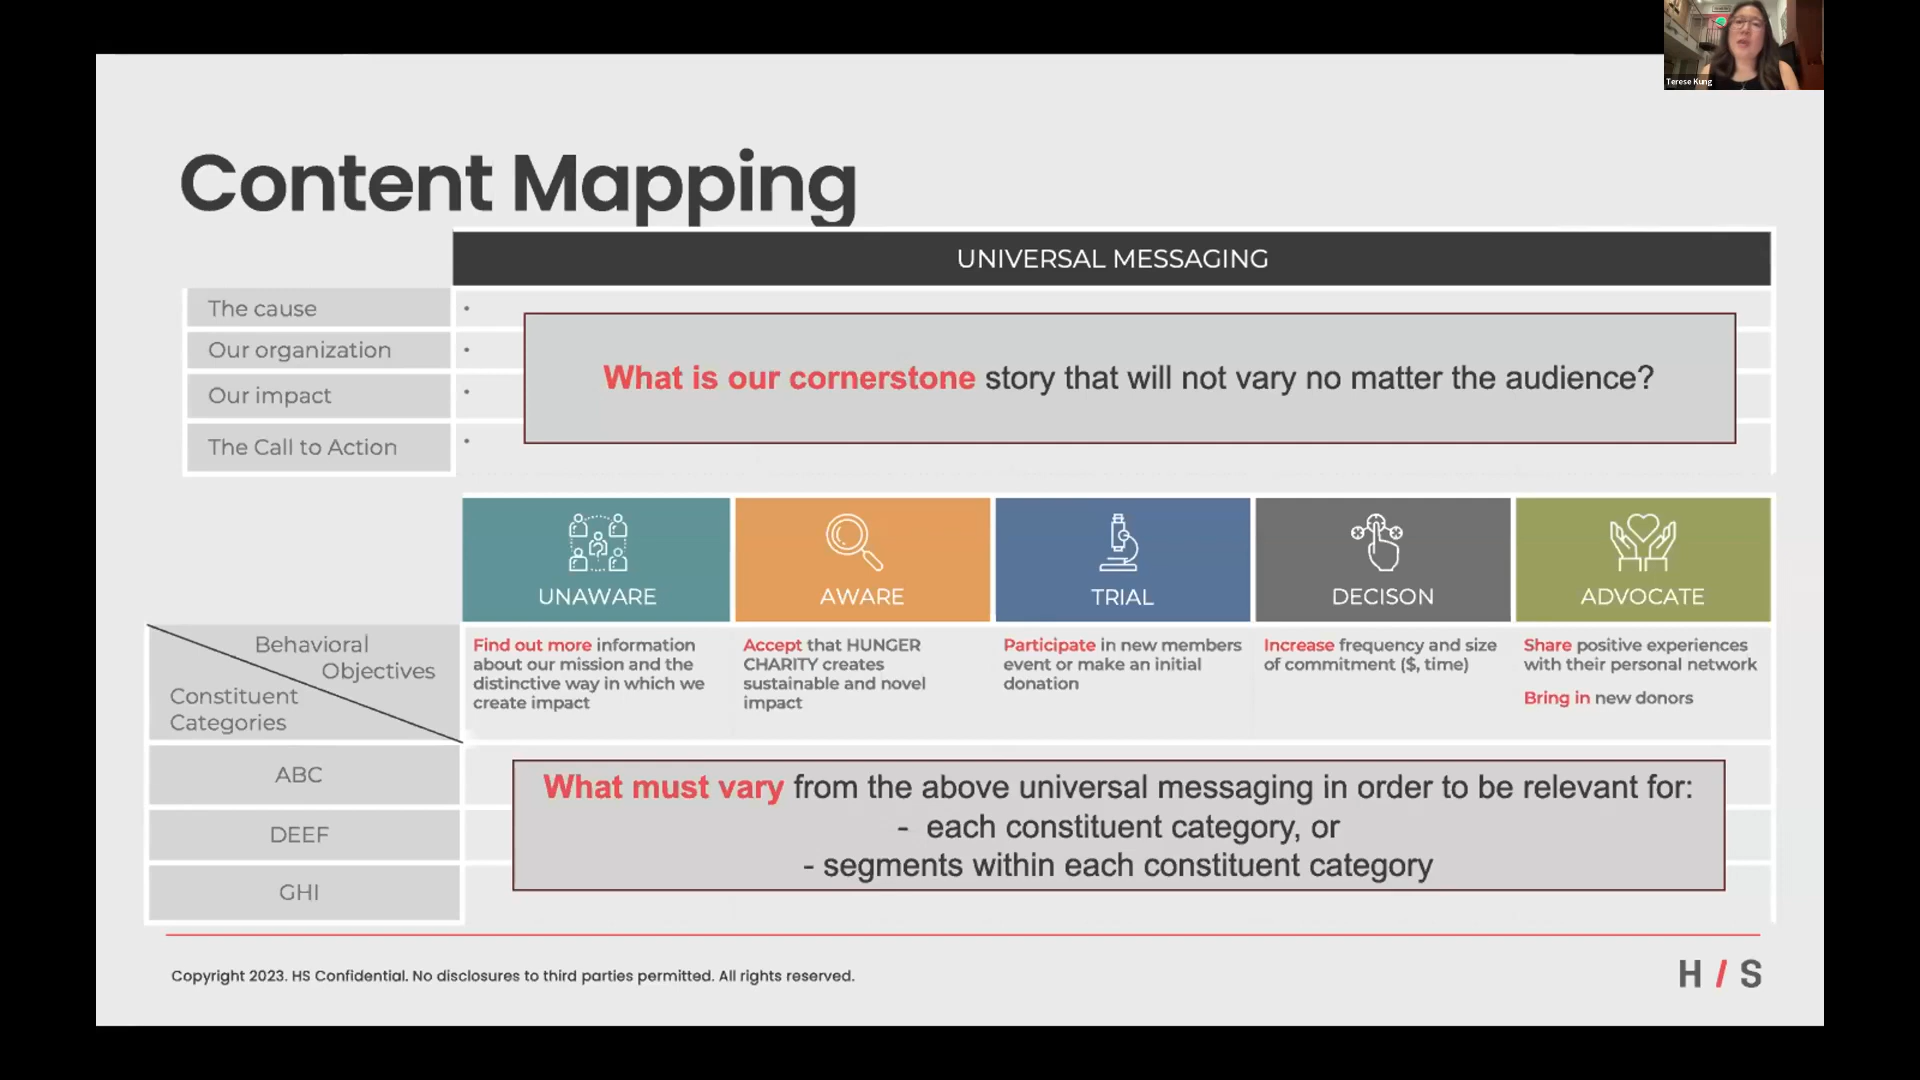 Terese Kung
Content Mapping
UNIVERSAL MESSAGING
The cause
Our organization
Our impact
The Call to Action
•
•
•
•
What is our cornerstone story that will not vary no matter the audience?
UNAWARE
AWARE
TRIAL
DECISON
ADVOCATE
Behavioral
Objectives
Constituent
Categories
Find out more information
about our mission and the
distinctive way in which we
create impact
Accept that HUNGER
CHARITY creates
sustainable and novel
impact
Participate in new members
event or make an initial
donation
Increase frequency and size
of commitment ($, time)
Share positive experiences
with their personal network
Bring in new donors
ABC
DEEF
GHI
What must vary from the above universal messaging in order to be relevant for:
- each constituent category, or
- segments within each constituent category
Copyright 2023. HS Confidential. No disclosures to third parties permitted. All rights reserved.
H / S